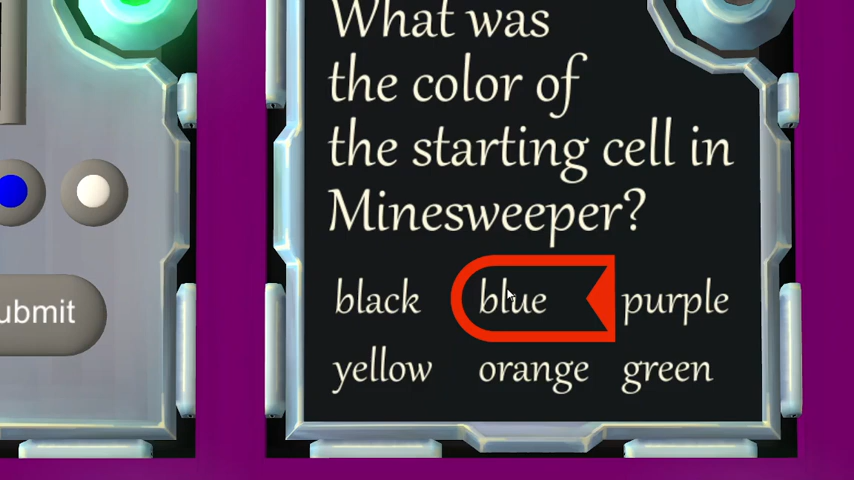 What was
the color of
the starting cell in
Minesweeper?
black blue purple
yellow orange green
ubmit